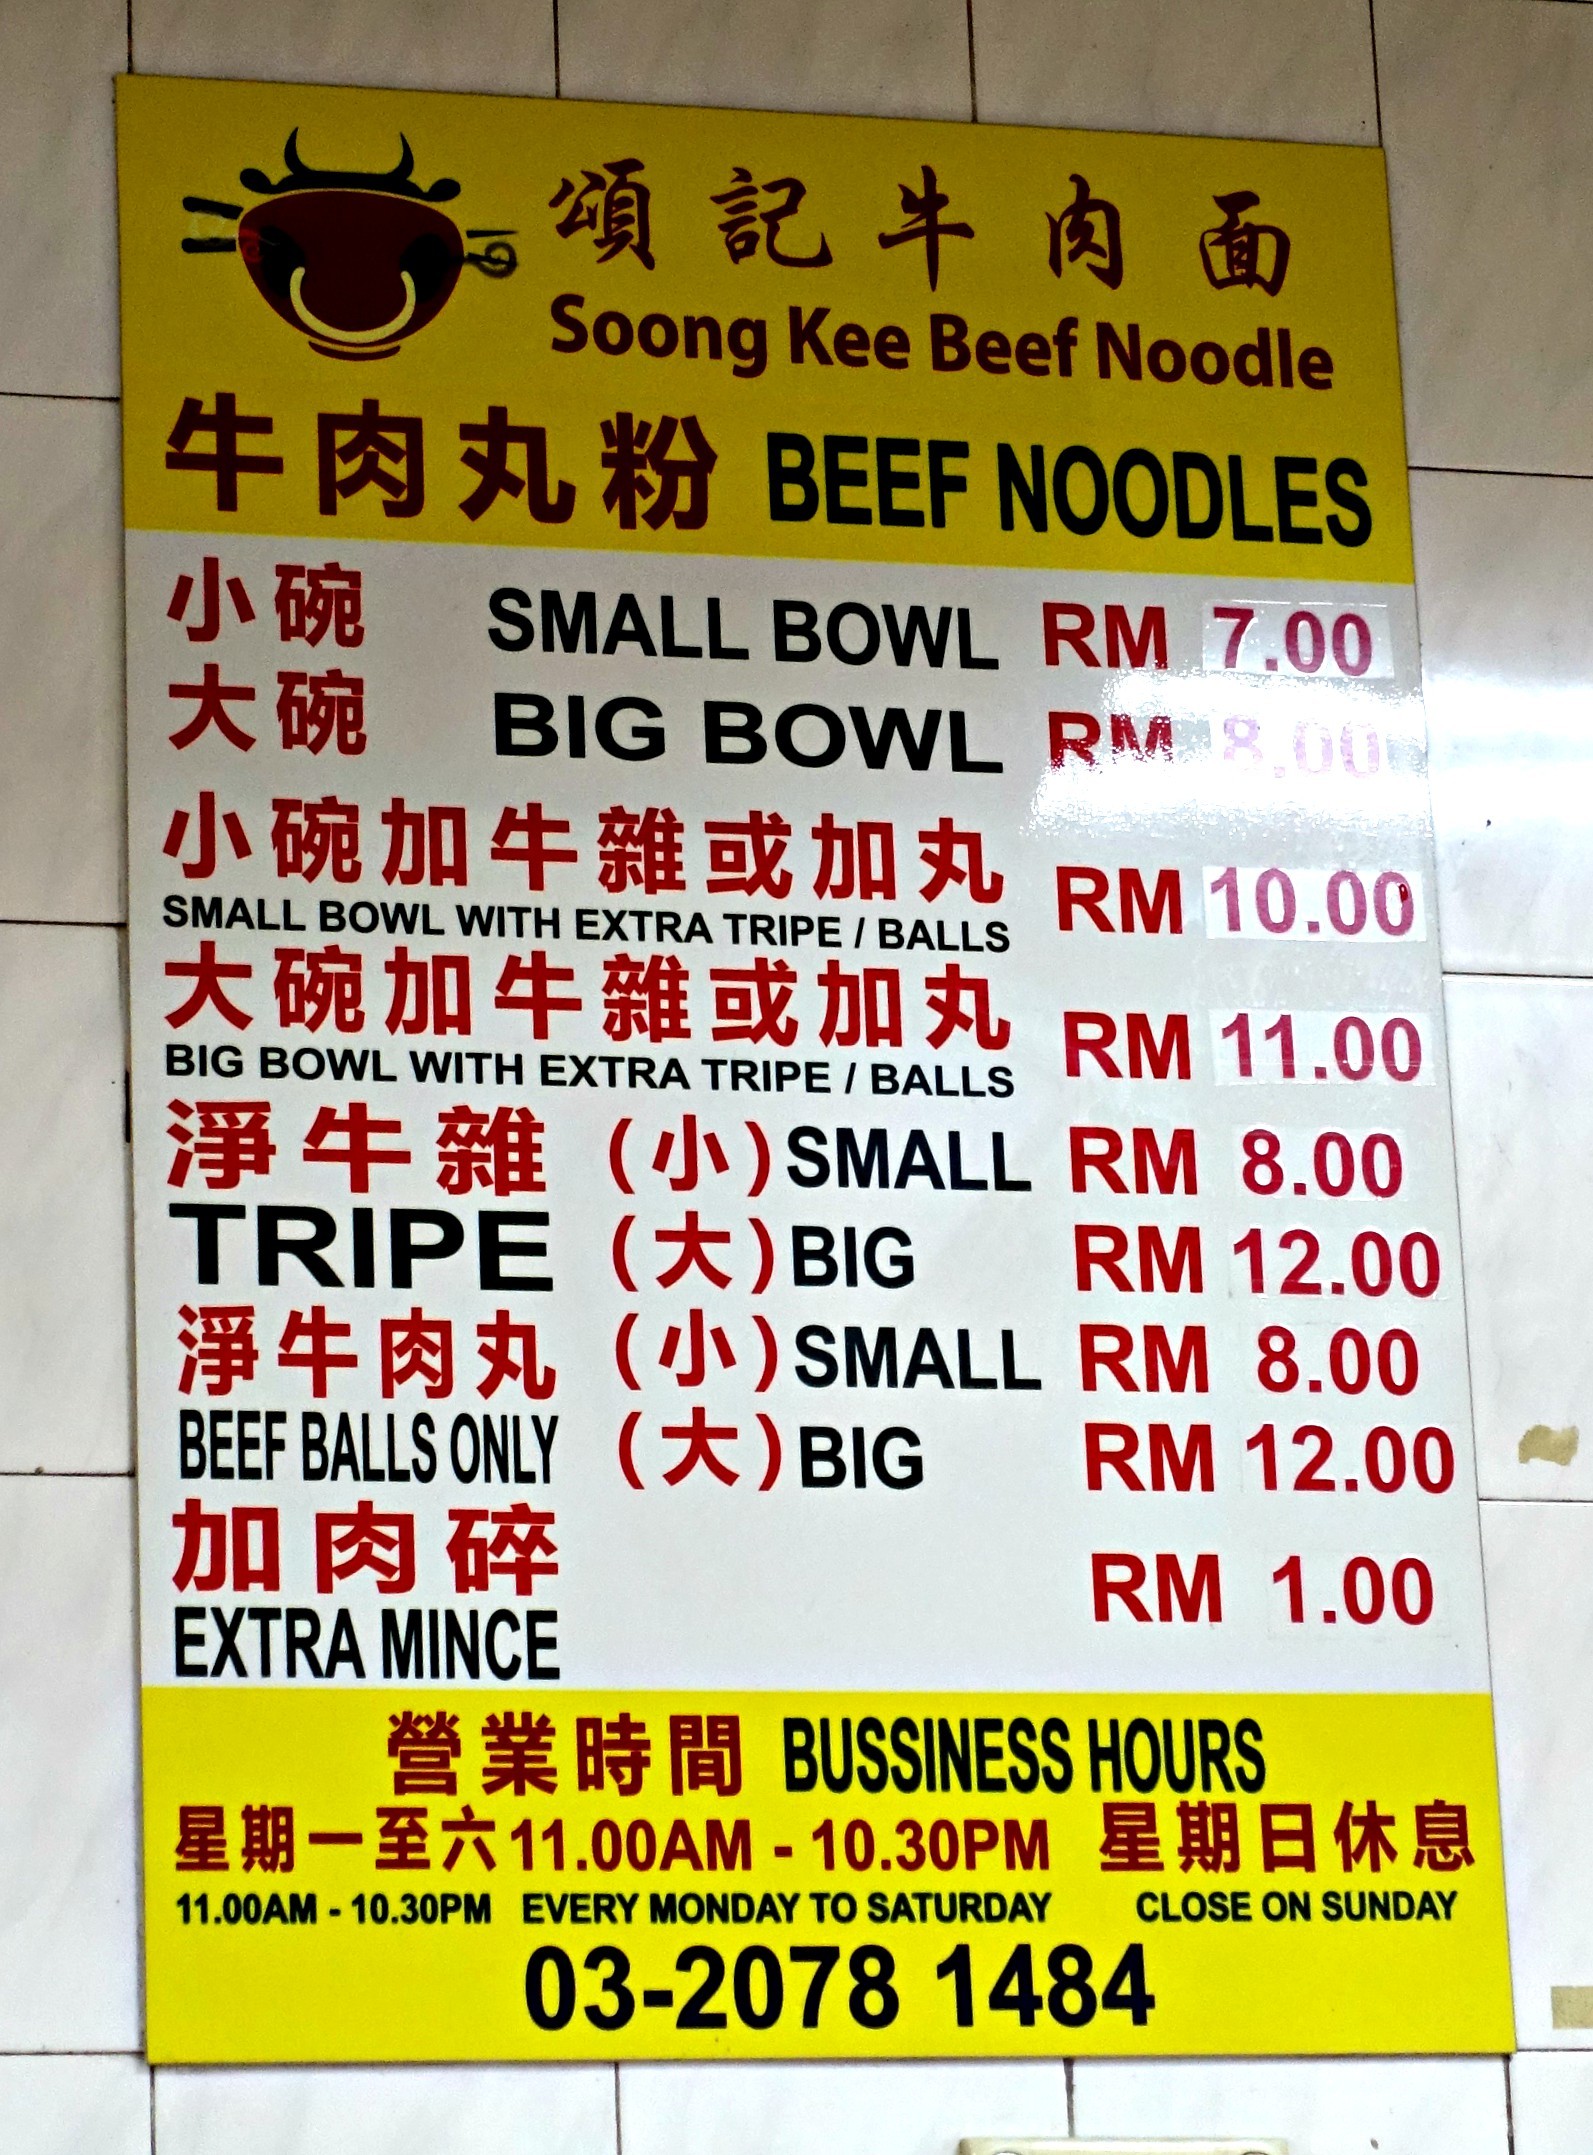 頌記牛肉面
Soong Kee Beef Noodle
牛肉丸粉 BEEF NOODLES
小碗 SMALL BOWL RM 7.00
大碗 BIG BOWL RM 8.00
小碗加牛雜或加丸
SMALL BOWL WITH EXTRA TRIPE / BALLS RM 10.00
大碗加牛雜或加丸
BIG BOWL WITH EXTRA TRIPE / BALLS RM 11.00
淨牛雜 (小) SMALL RM 8.00
TRIPE (大) BIG RM 12.00
淨牛肉丸 (小) SMALL RM 8.00
BEEF BALLS ONLY (大) BIG RM 12.00
加肉碎 RM 1.00
EXTRA MINCE
營業時間 BUSSINESS HOURS
星期一至六 11.00AM - 10.30PM 星期日休息
11.00AM - 10.30PM EVERY MONDAY TO SATURDAY CLOSE ON SUNDAY
03-2078 1484